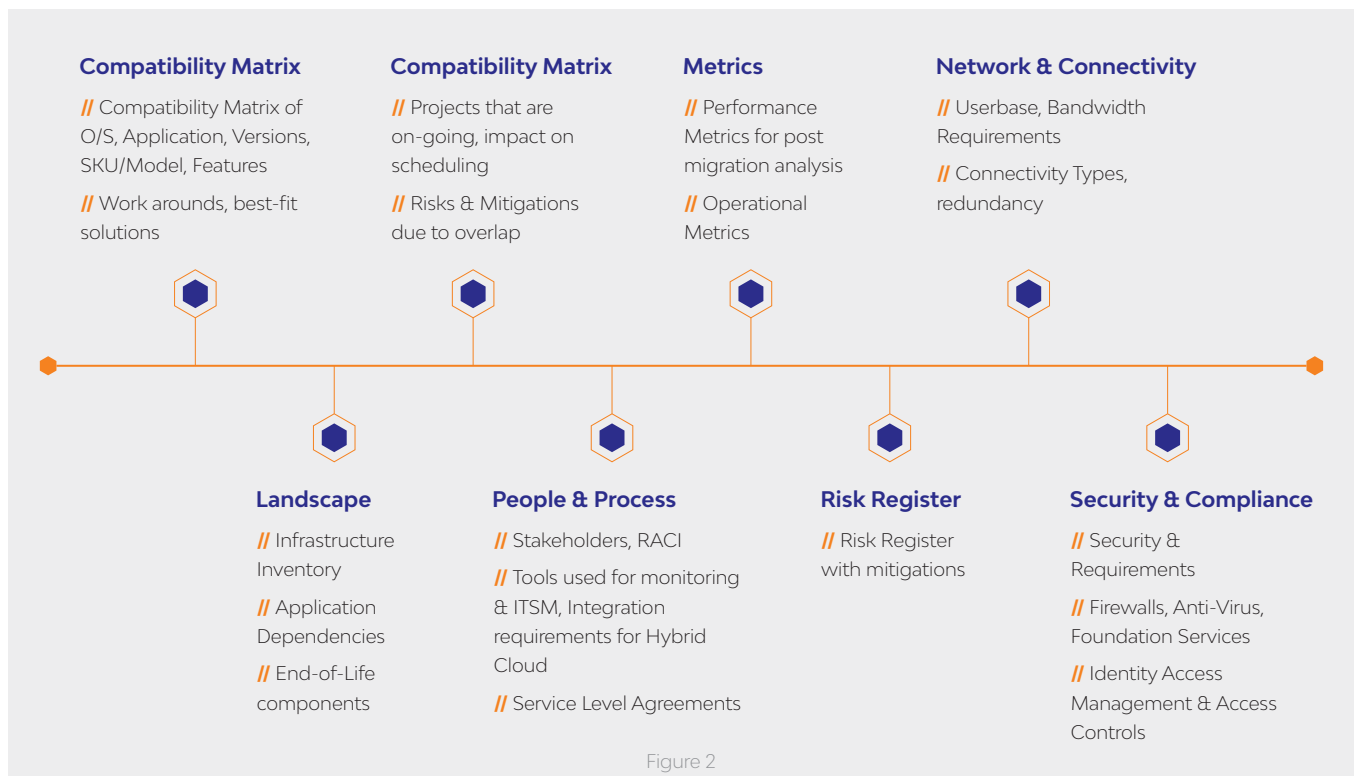 Compatibility Matrix
// Compatibility Matrix of
O/S, Application, Versions,
SKU/Model, Features
// Work arounds, best-fit
solutions
Compatibility Matrix
// Projects that are
on-going, impact on
scheduling
// Risks & Mitigations
due to overlap
Metrics
// Performance
Metrics for post
migration analysis
// Operational
Metrics
Network & Connectivity
// Userbase, Bandwidth
Requirements
// Connectivity Types,
redundancy
Landscape
// Infrastructure
Inventory
// Application
Dependencies
// End-of-Life
components
People & Process
// Stakeholders, RACI
// Tools used for monitoring
& ITSM, Integration
requirements for Hybrid
Cloud
// Service Level Agreements
Risk Register
// Risk Register
with mitigations
Security & Compliance
// Security &
Requirements
// Firewalls, Anti-Virus,
Foundation Services
// Identity Access
Management & Access
Controls
Figure 2